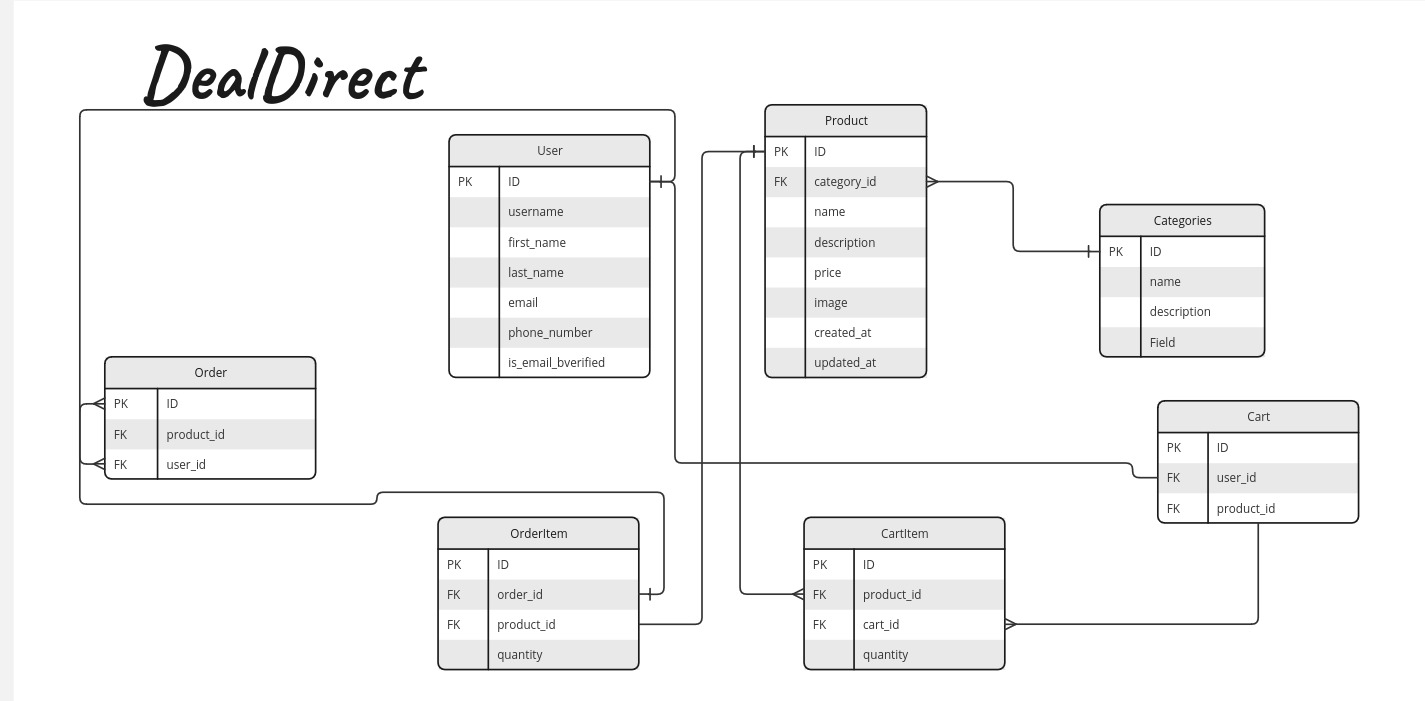 DealDirect
User
PK ID
username
first_name
last_name
email
phone_number
is_email_bverified
Product
PK ID
FK category_id
name
description
price
image
created_at
updated_at
Categories
PK ID
name
description
Field
Order
PK ID
FK product_id
FK user_id
Cart
PK ID
FK user_id
FK product_id
OrderItem
PK ID
FK order_id
FK product_id
quantity
CartItem
PK ID
FK product_id
FK cart_id
quantity